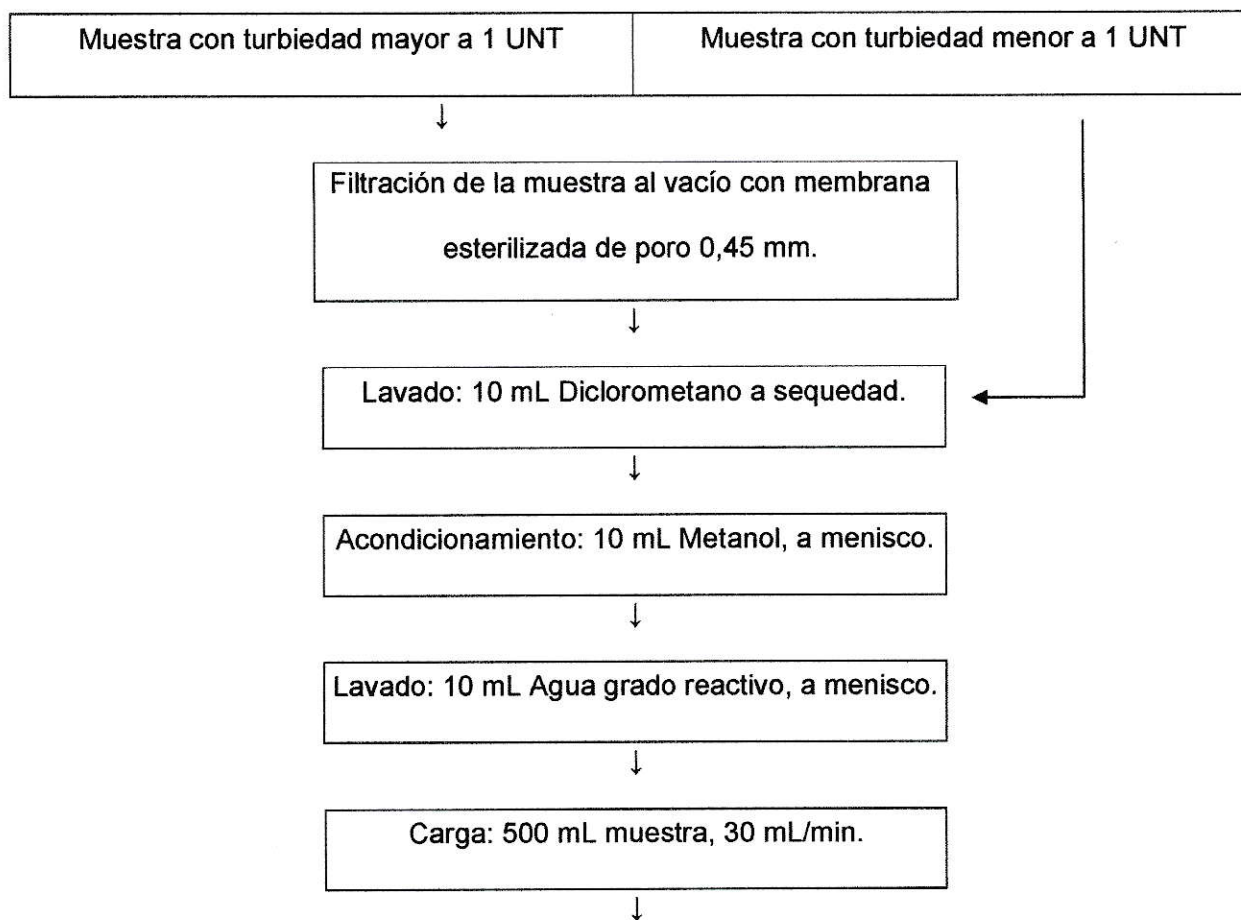 Muestra con turbiedad mayor a 1 UNT
Muestra con turbiedad menor a 1 UNT
↓
Filtración de la muestra al vacío con membrana
esterilizada de poro 0,45 mm.
↓
Lavado: 10 mL Diclorometano a sequedad.
↓
Acondicionamiento: 10 mL Metanol, a menisco.
↓
Lavado: 10 mL Agua grado reactivo, a menisco.
↓
Carga: 500 mL muestra, 30 mL/min.
↓